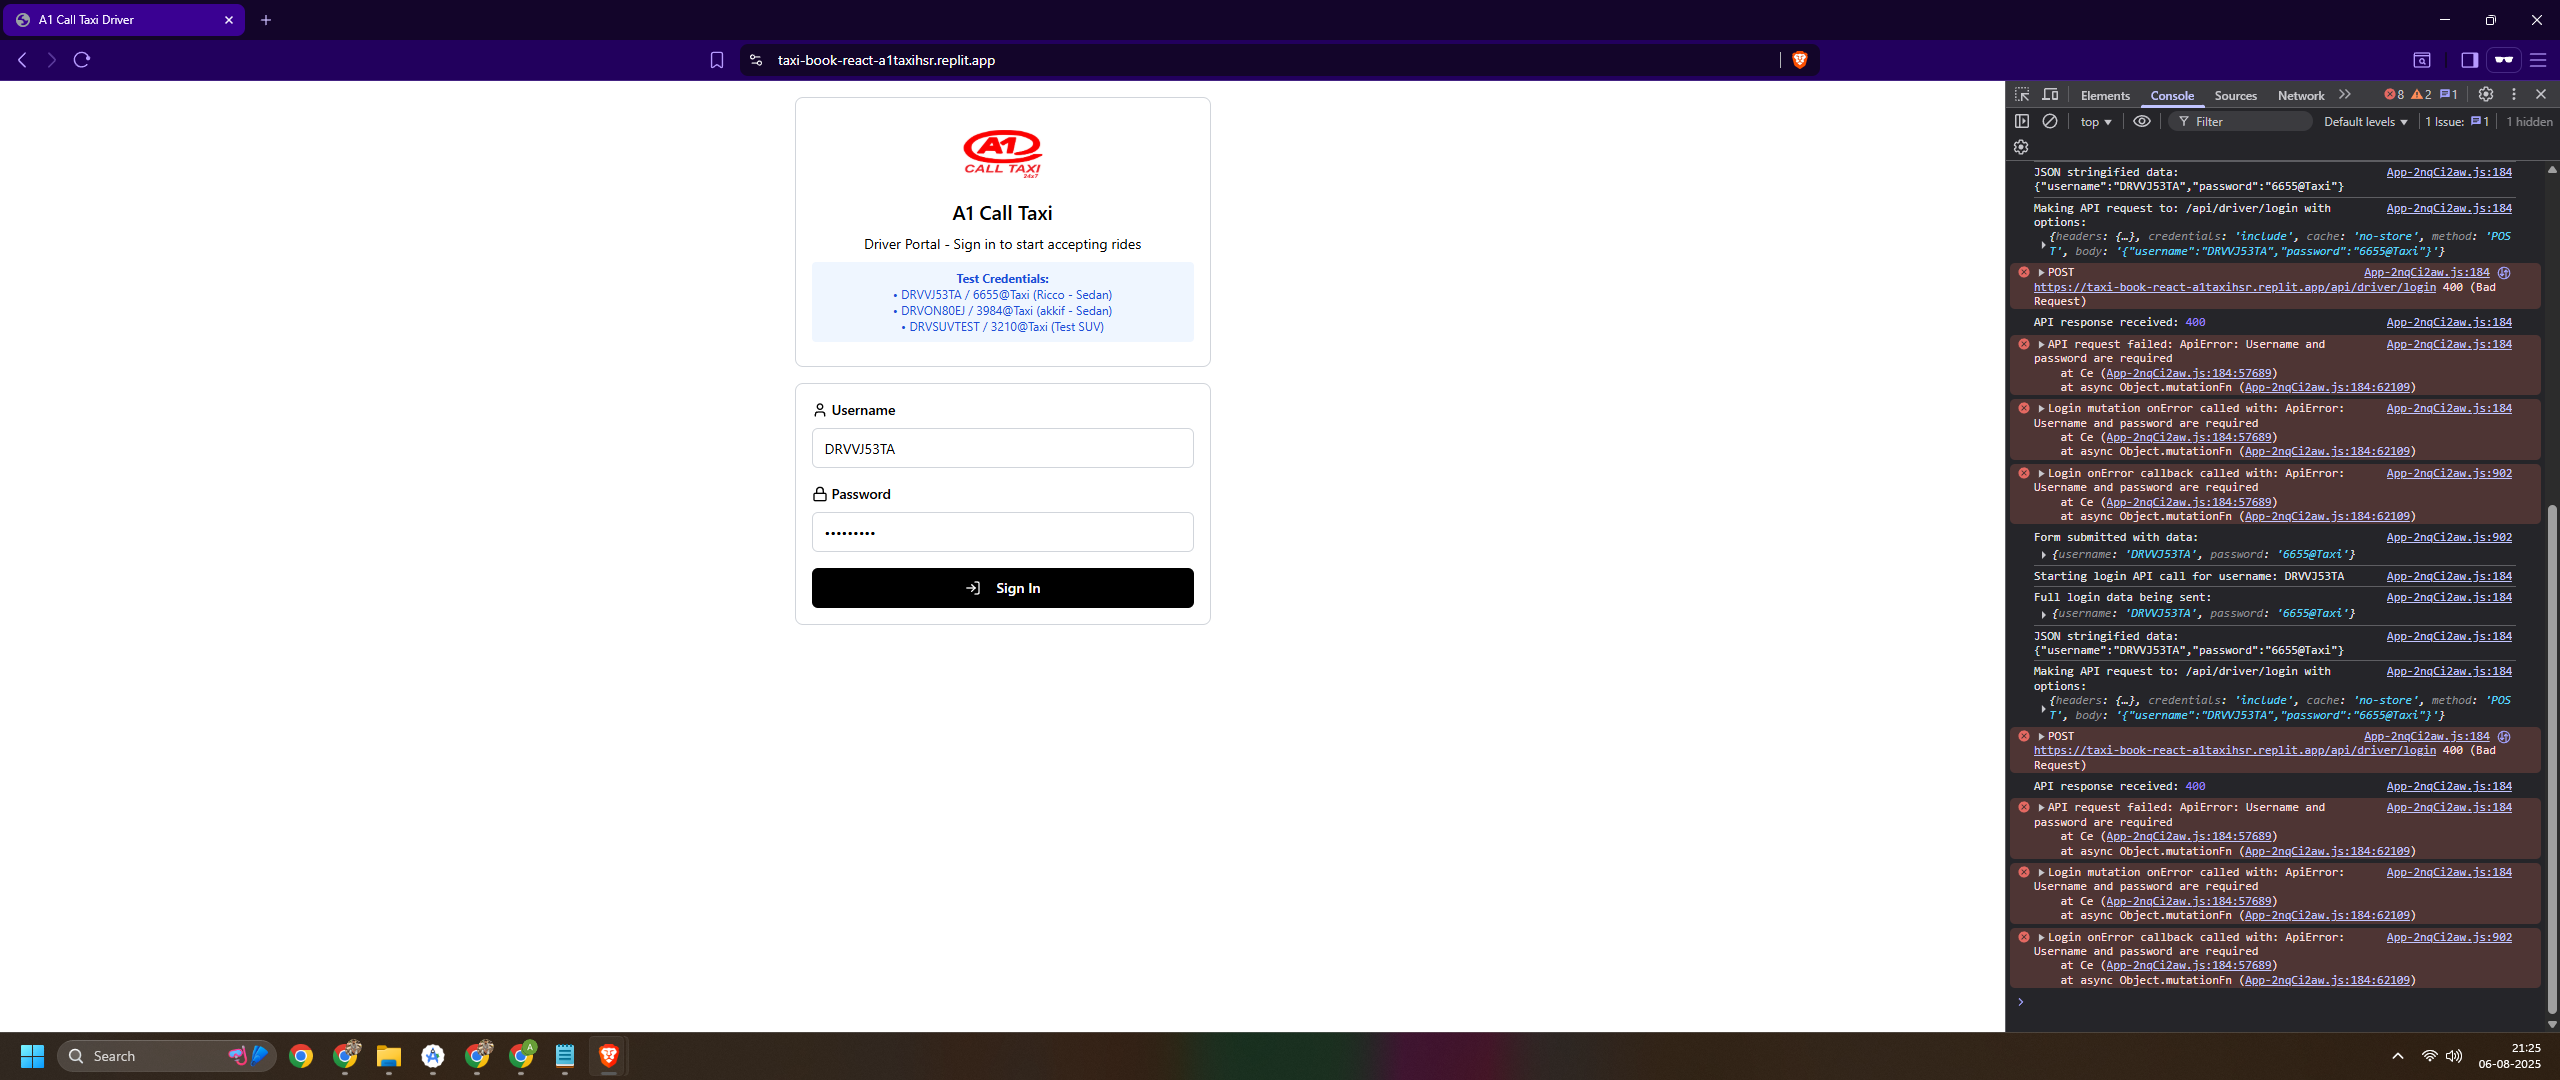 A1 Call Taxi Driver
taxi-book-react-a1taxihsr.replit.app
A1
CALL TAXI
24x7
A1 Call Taxi
Driver Portal - Sign in to start accepting rides
Test Credentials:
• DRVVJ53TA / 6655@Taxi (Ricco - Sedan)
• DRVON80EJ / 3984@Taxi (akkif - Sedan)
• DRVSUVTEST / 3210@Taxi (Test SUV)
Username
DRVVJ53TA
Password
•••••••••
Sign In
Elements Console Sources Network 8 2 1
top Filter Default levels 1 Issue: 1 1 hidden
JSON stringified data: App-2nqCi2aw.js:184
{"username":"DRVVJ53TA","password":"6655@Taxi"}
Making API request to: /api/driver/login with App-2nqCi2aw.js:184
options:
{headers: {…}, credentials: 'include', cache: 'no-store', method: 'POS
T', body: '{"username":"DRVVJ53TA","password":"6655@Taxi"}'}
POST App-2nqCi2aw.js:184
https://taxi-book-react-a1taxihsr.replit.app/api/driver/login 400 (Bad
Request)
API response received: 400 App-2nqCi2aw.js:184
API request failed: ApiError: Username and App-2nqCi2aw.js:184
password are required
at Ce (App-2nqCi2aw.js:184:57689)
at async Object.mutationFn (App-2nqCi2aw.js:184:62109)
Login mutation onError called with: ApiError: App-2nqCi2aw.js:184
Username and password are required
at Ce (App-2nqCi2aw.js:184:57689)
at async Object.mutationFn (App-2nqCi2aw.js:184:62109)
Login onError callback called with: ApiError: App-2nqCi2aw.js:902
Username and password are required
at Ce (App-2nqCi2aw.js:184:57689)
at async Object.mutationFn (App-2nqCi2aw.js:184:62109)
Form submitted with data: App-2nqCi2aw.js:902
{username: 'DRVVJ53TA', password: '6655@Taxi'}
Starting login API call for username: DRVVJ53TA App-2nqCi2aw.js:184
Full login data being sent: App-2nqCi2aw.js:184
{username: 'DRVVJ53TA', password: '6655@Taxi'}
JSON stringified data: App-2nqCi2aw.js:184
{"username":"DRVVJ53TA","password":"6655@Taxi"}
Making API request to: /api/driver/login with App-2nqCi2aw.js:184
options:
{headers: {…}, credentials: 'include', cache: 'no-store', method: 'POS
T', body: '{"username":"DRVVJ53TA","password":"6655@Taxi"}'}
POST App-2nqCi2aw.js:184
https://taxi-book-react-a1taxihsr.replit.app/api/driver/login 400 (Bad
Request)
API response received: 400 App-2nqCi2aw.js:184
API request failed: ApiError: Username and App-2nqCi2aw.js:184
password are required
at Ce (App-2nqCi2aw.js:184:57689)
at async Object.mutationFn (App-2nqCi2aw.js:184:62109)
Login mutation onError called with: ApiError: App-2nqCi2aw.js:184
Username and password are required
at Ce (App-2nqCi2aw.js:184:57689)
at async Object.mutationFn (App-2nqCi2aw.js:184:62109)
Login onError callback called with: ApiError: App-2nqCi2aw.js:902
Username and password are required
at Ce (App-2nqCi2aw.js:184:57689)
at async Object.mutationFn (App-2nqCi2aw.js:184:62109)
Search
A
21:25
06-08-2025